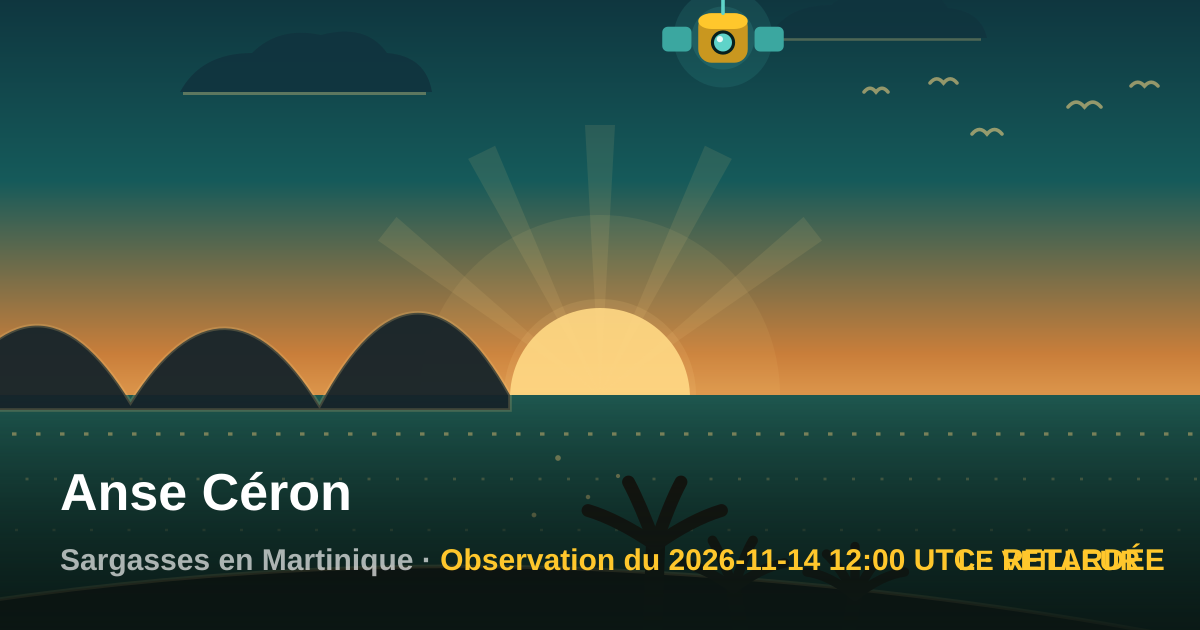 Anse Céron
Sargasses en Martinique · Observation du 2026-11-14 12:00 UTC